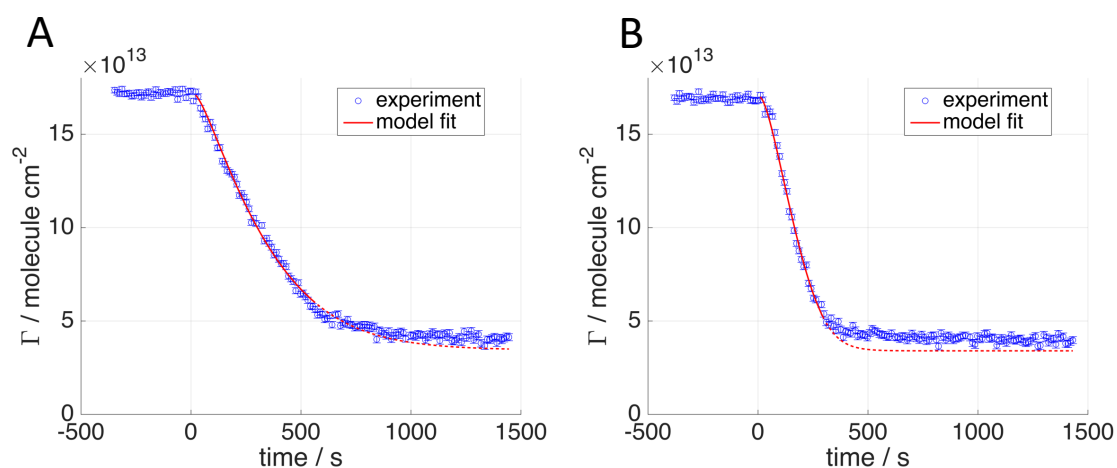 A
×10^13
experiment
model fit
15
10
5
0
Γ / molecule cm^-2
-500
0
500
1000
1500
time / s
B
×10^13
experiment
model fit
15
10
5
0
Γ / molecule cm^-2
-500
0
500
1000
1500
time / s